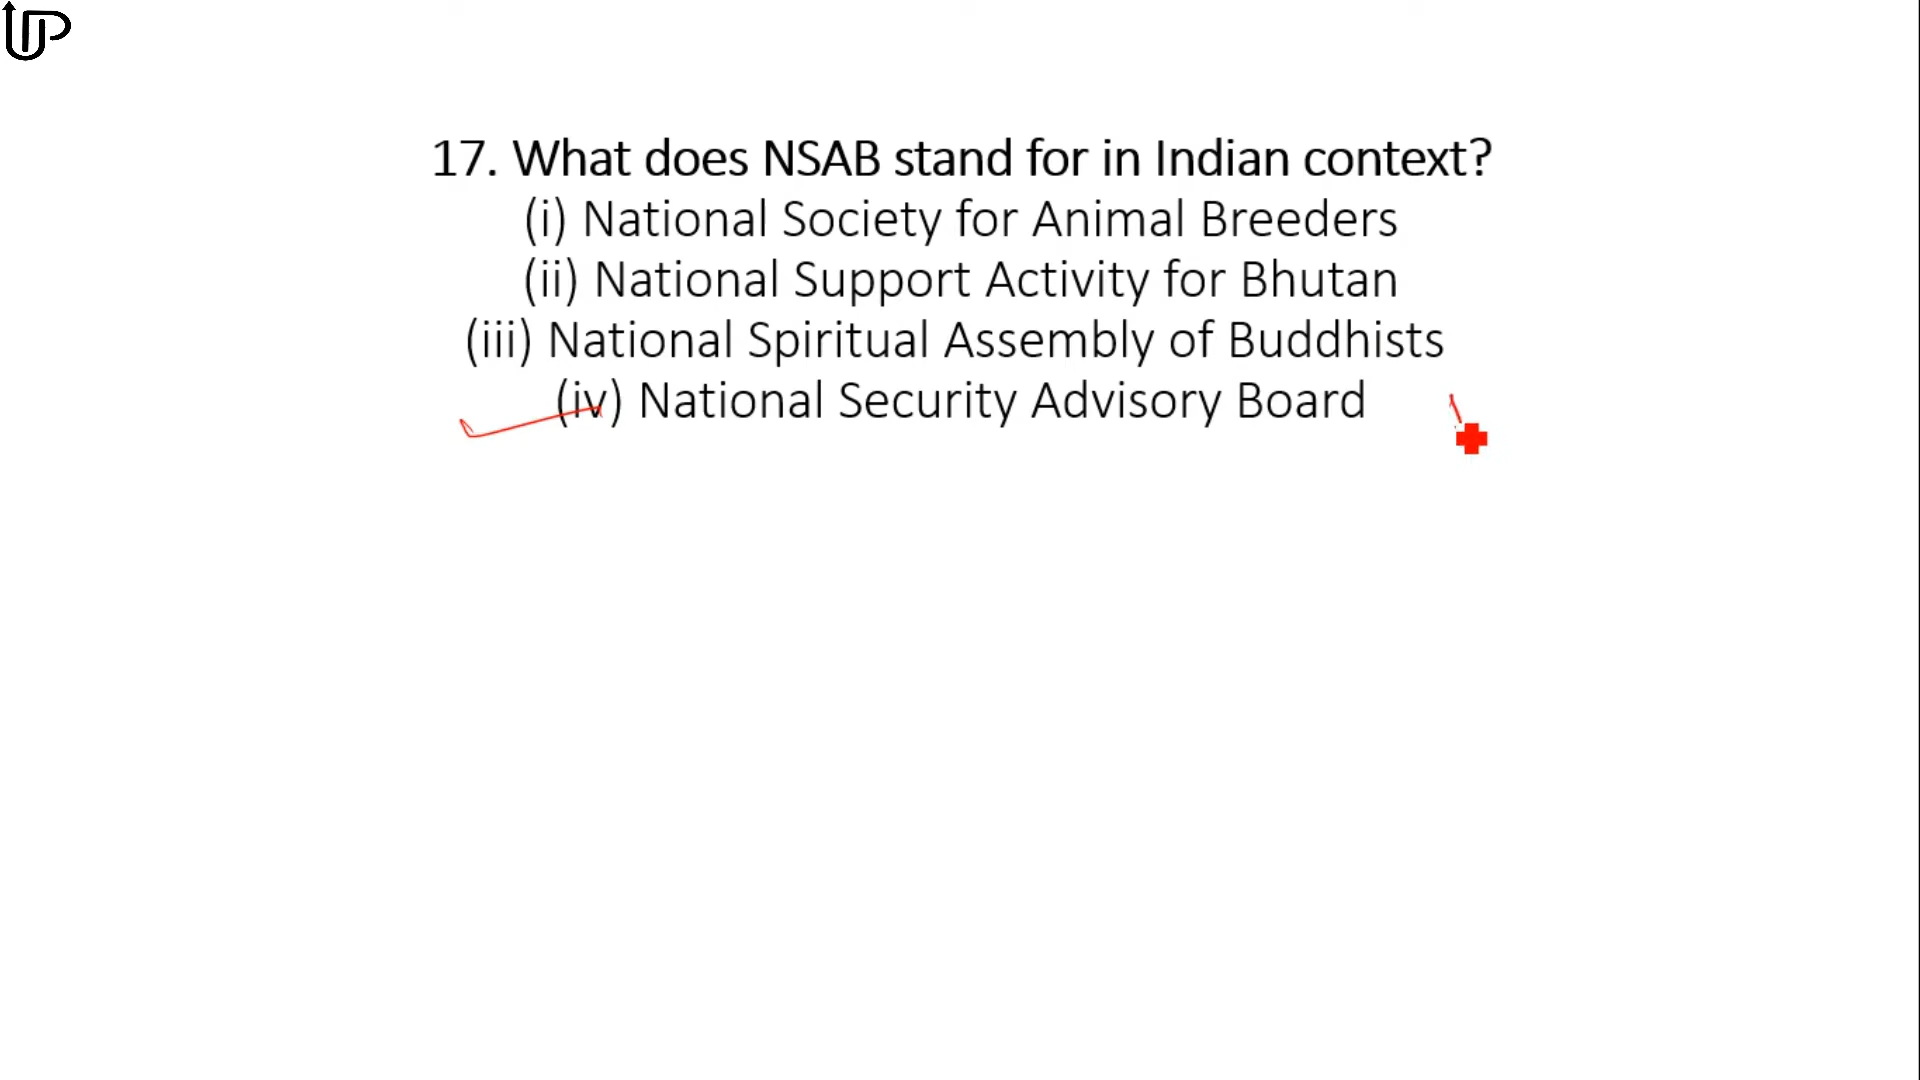 UP
17. What does NSAB stand for in Indian context?
(i) National Society for Animal Breeders
(ii) National Support Activity for Bhutan
(iii) National Spiritual Assembly of Buddhists
(iv) National Security Advisory Board